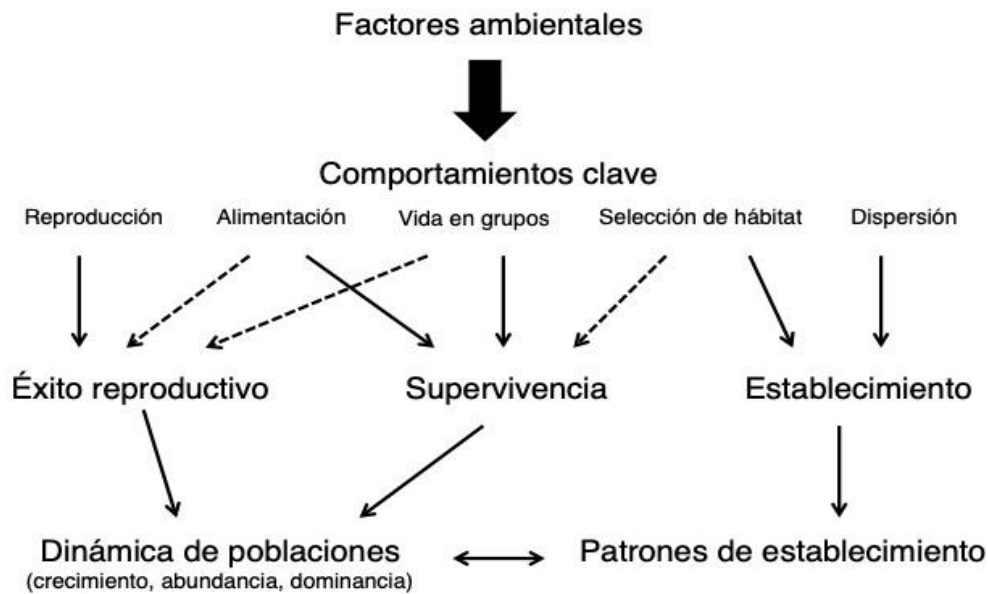 Factores ambientales
Comportamientos clave
Reproducción Alimentación Vida en grupos Selección de hábitat Dispersión
Éxito reproductivo Supervivencia Establecimiento
Dinámica de poblaciones Patrones de establecimiento
(crecimiento, abundancia, dominancia)